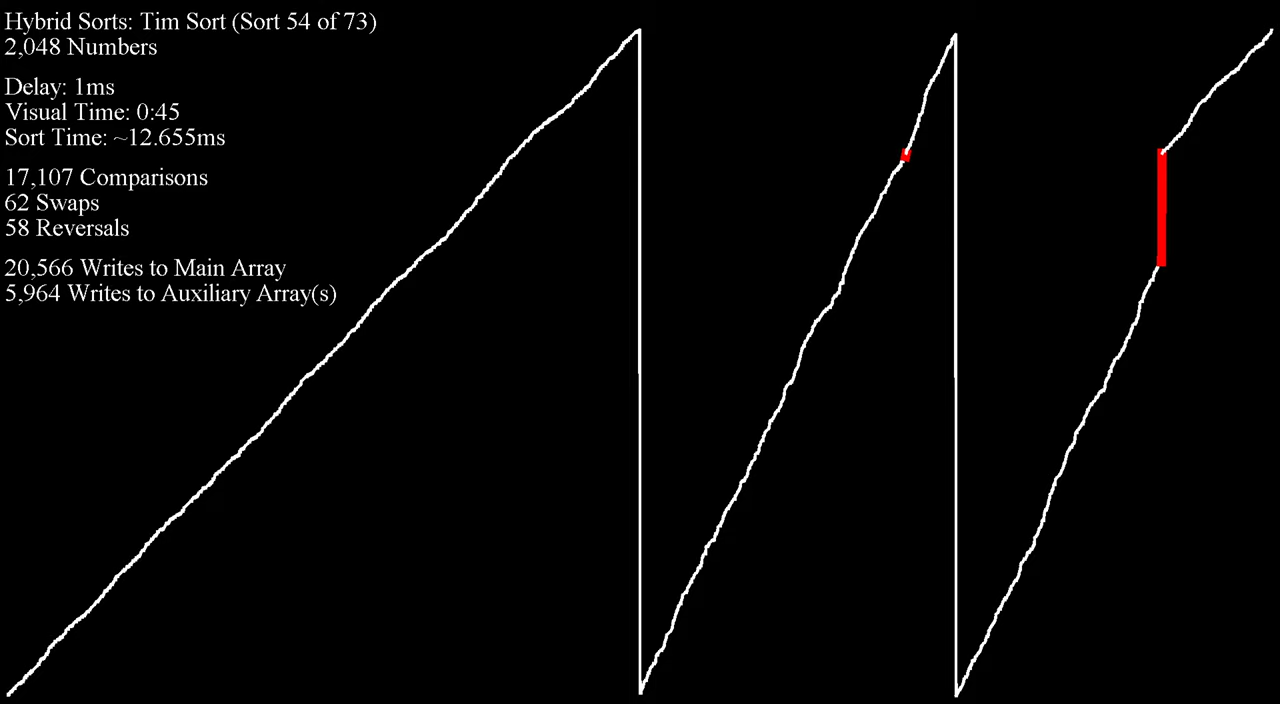 Hybrid Sorts: Tim Sort (Sort 54 of 73)
2,048 Numbers
Delay: 1ms
Visual Time: 0:45
Sort Time: ~12.655ms
17,107 Comparisons
62 Swaps
58 Reversals
20,566 Writes to Main Array
5,964 Writes to Auxiliary Array(s)